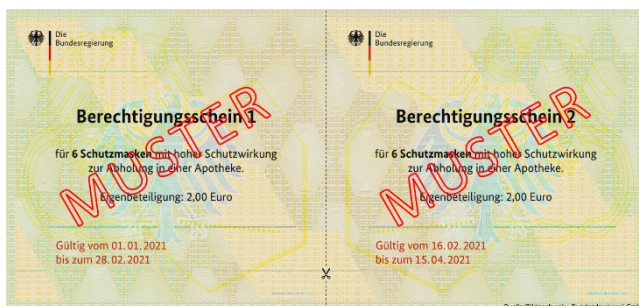 Die
Bundesregierung
Berechtigungsschein 1
für 6 Schutzmasken mit hoher Schutzwirkung
zur Abholung in einer Apotheke.
Eigenbeteiligung: 2,00 Euro
MUSTER
Gültig vom 01.01.2021
bis zum 28.02.2021
Die
Bundesregierung
Berechtigungsschein 2
für 6 Schutzmasken mit hoher Schutzwirkung
zur Abholung in einer Apotheke.
Eigenbeteiligung: 2,00 Euro
MUSTER
Gültig vom 16.02.2021
bis zum 15.04.2021